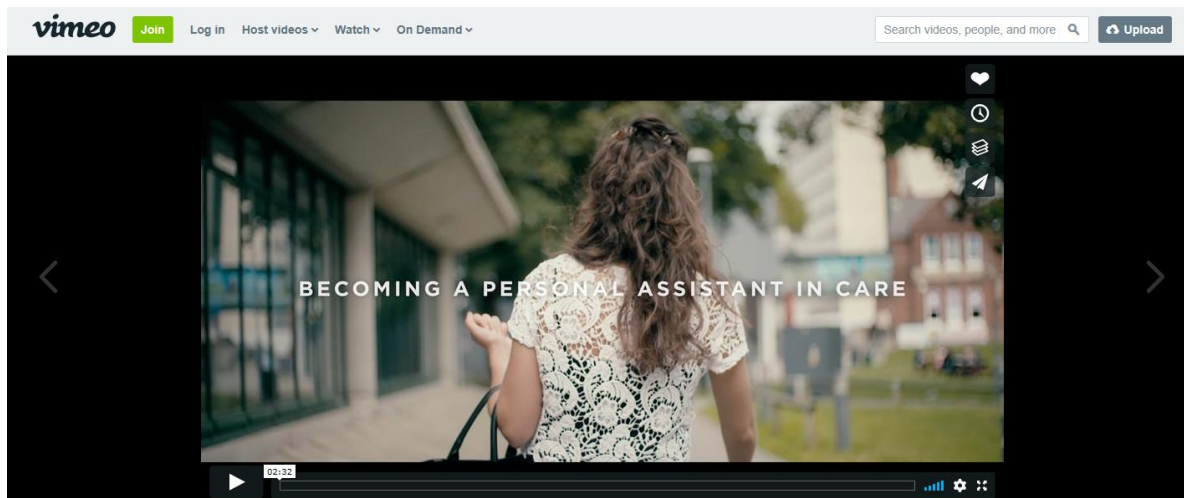 vimeo Join Log in Host videos Watch On Demand Search videos, people, and more Upload
BECOMING A PERSONAL ASSISTANT IN CARE
02:32